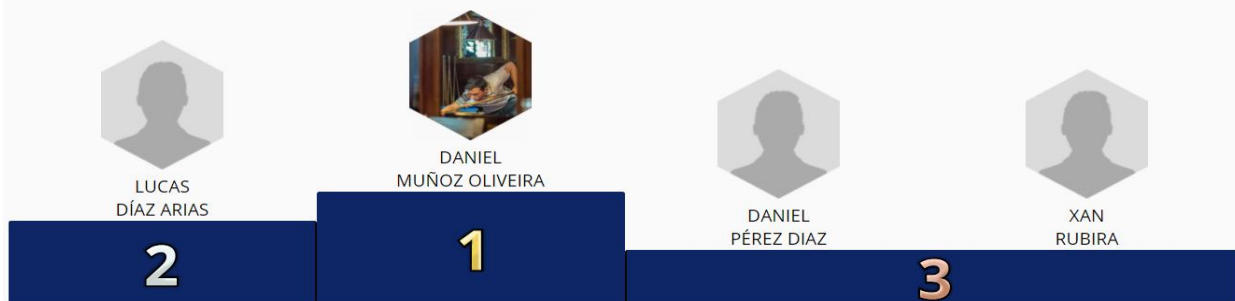 LUCAS
DÍAZ ARIAS
2
DANIEL
MUÑOZ OLIVEIRA
1
DANIEL
PÉREZ DIAZ
XAN
RUBIRA
3